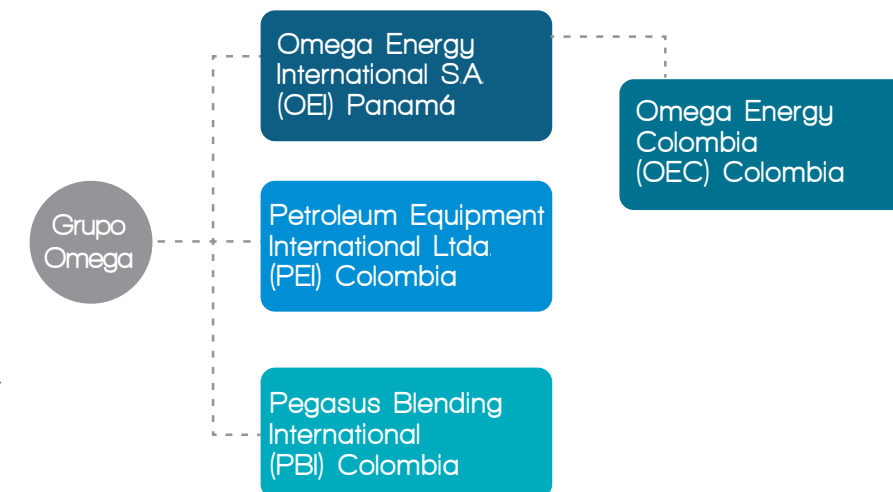 Grupo
Omega
Omega Energy
International S.A.
(OEI) Panamá
Omega Energy
Colombia
(OEC) Colombia
Petroleum Equipment
International Ltda.
(PEI) Colombia
Pegasus Blending
International
(PBI) Colombia